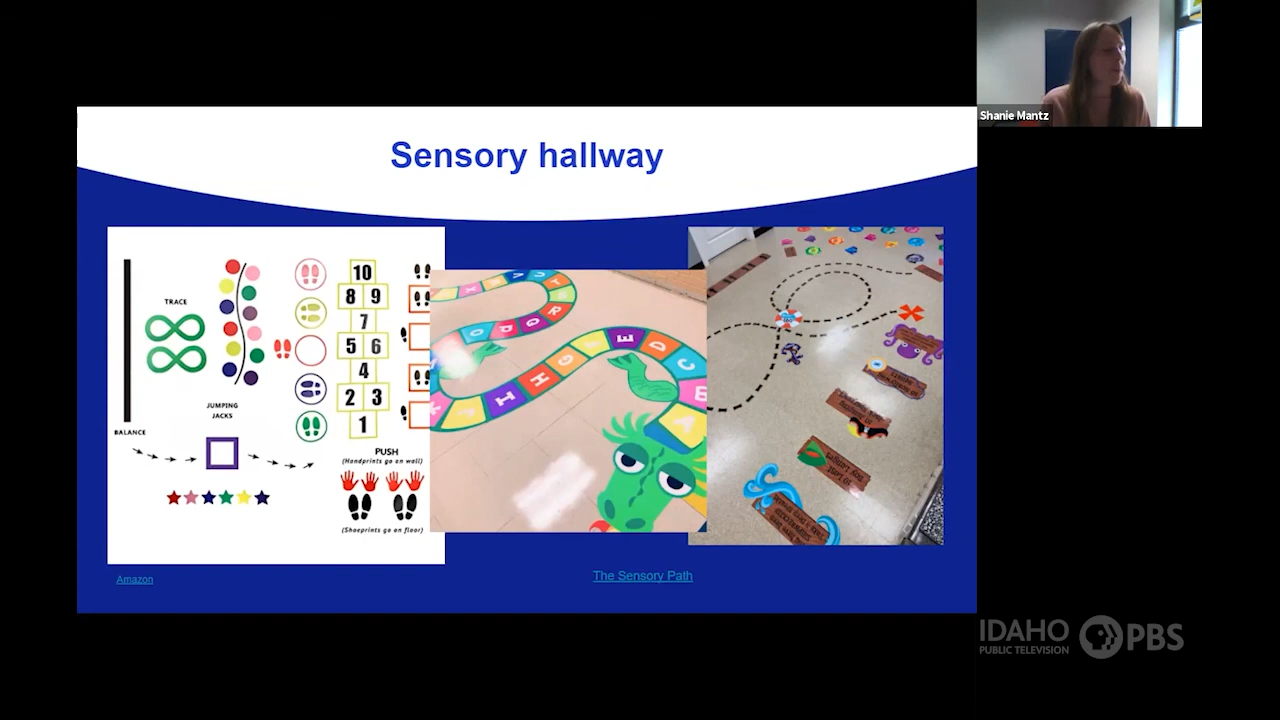 Shanie Mantz
Sensory hallway
TRACE
JUMPING
JACKS
BALANCE
10
8 9
7
5 6
4
2 3
1
PUSH
(Handprints go on wall)
(Shoeprints go on floor)
A
B
C
D
E
F
G
H
I
J
Amazon
The Sensory Path
IDAHO
PUBLIC TELEVISION
PBS